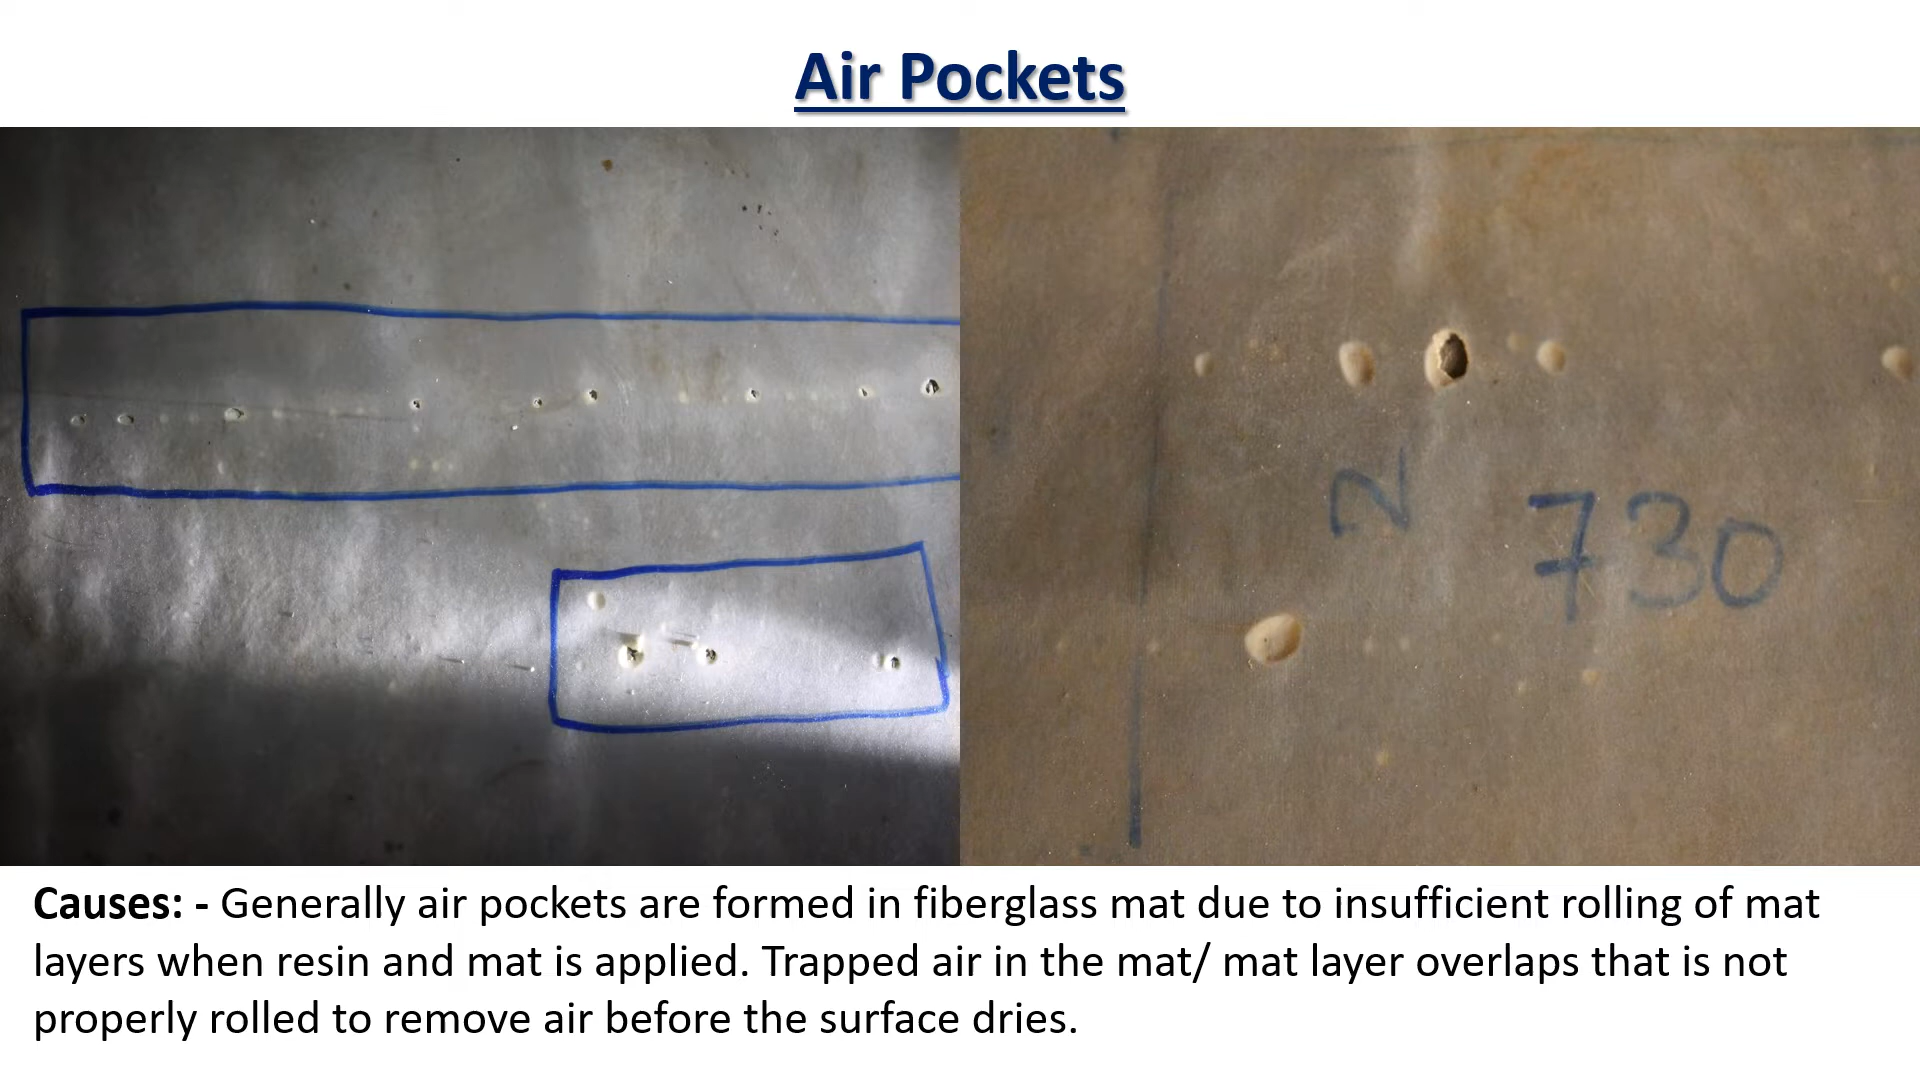 Air Pockets
N
730
Causes: - Generally air pockets are formed in fiberglass mat due to insufficient rolling of mat
layers when resin and mat is applied. Trapped air in the mat/ mat layer overlaps that is not
properly rolled to remove air before the surface dries.